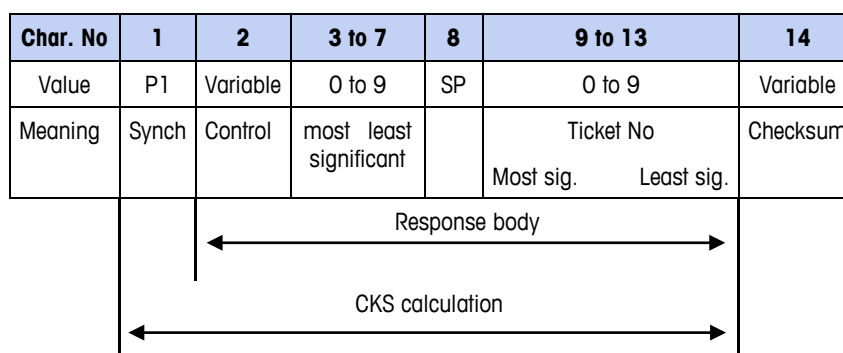 Char. No 1 2 3 to 7 8 9 to 13 14
Value P1 Variable 0 to 9 SP 0 to 9 Variable
Meaning Synch Control most least Ticket No Checksum
significant
Most sig. Least sig.
Response body
CKS calculation